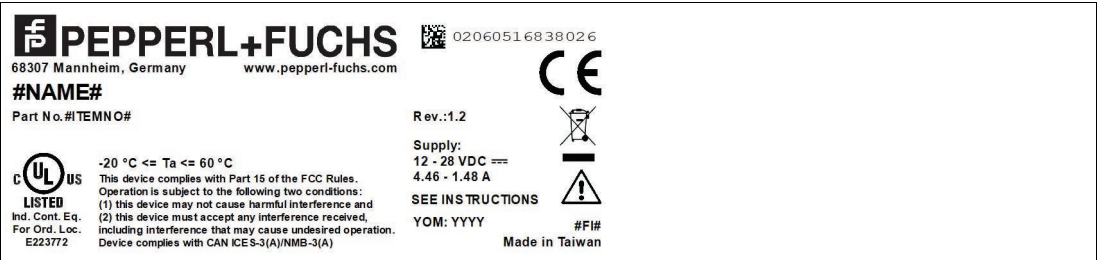 PEPPERL+FUCHS
68307 Mannheim, Germany www.pepperl-fuchs.com
#NAME#
Part No.#ITEMNO#
C UL US
LISTED
Ind. Cont. Eq.
For Ord. Loc.
E223772
-20 °C <= Ta <= 60 °C
This device complies with Part 15 of the FCC Rules.
Operation is subject to the following two conditions:
(1) this device may not cause harmful interference and
(2) this device must accept any interference received,
including interference that may cause undesired operation.
Device complies with CAN ICES-3(A)/NMB-3(A)
02060516838026
CE
Rev.:1.2
Supply:
12 - 28 VDC
4.46 - 1.48 A
SEE INSTRUCTIONS
YOM: YYYY
#FI#
Made in Taiwan